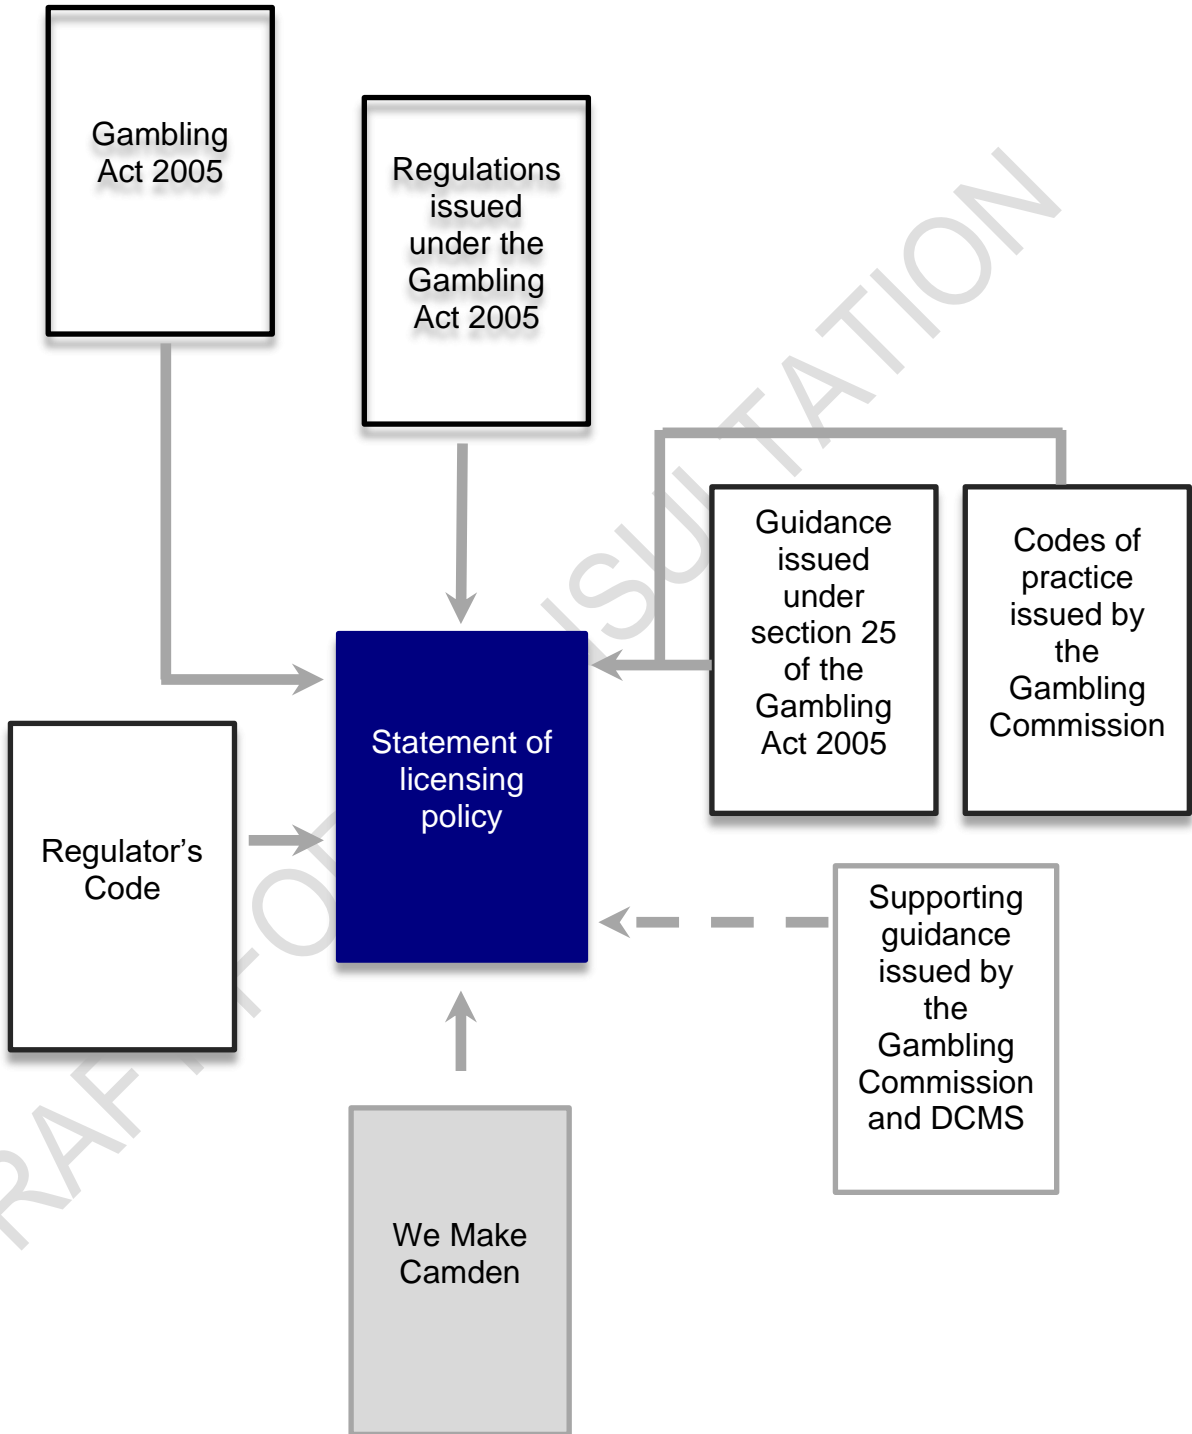 Gambling
Act 2005
Regulations
issued
under the
Gambling
Act 2005
Guidance
issued
under
section 25
of the
Gambling
Act 2005
Codes of
practice
issued by
the
Gambling
Commission
Statement of
licensing
policy
Regulator’s
Code
Supporting
guidance
issued by
the
Gambling
Commission
and DCMS
We Make
Camden